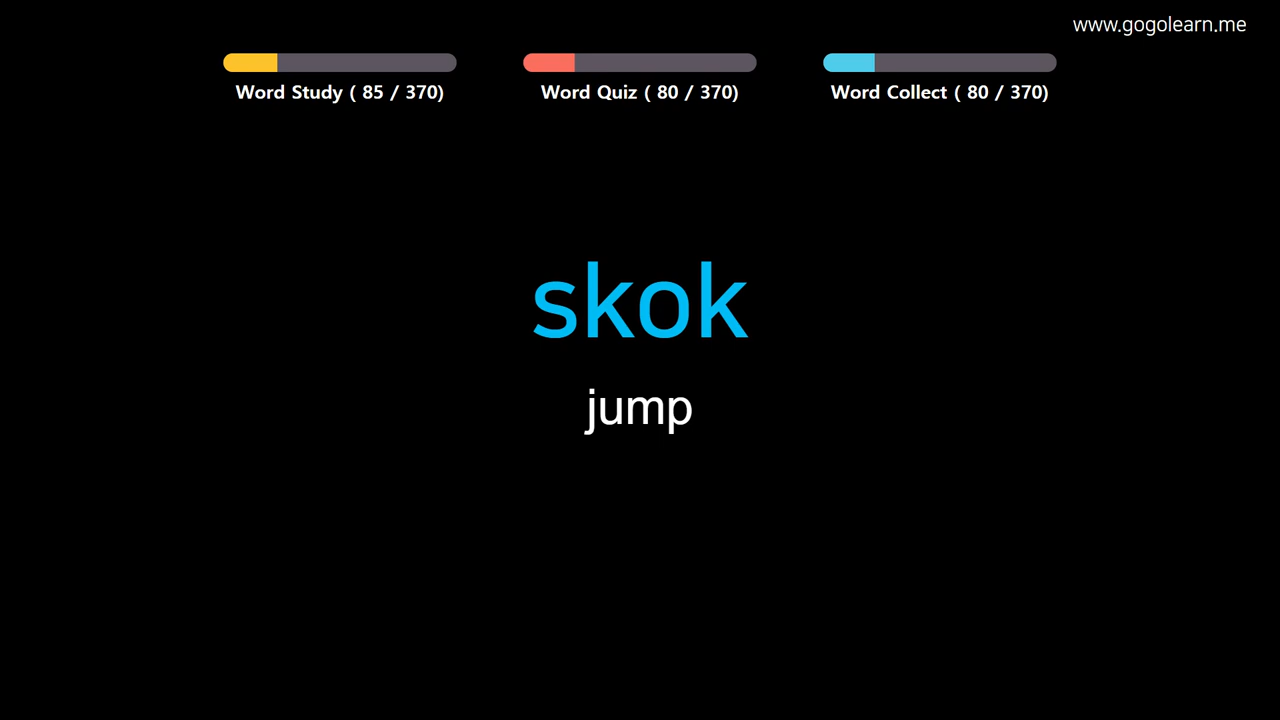 www.gogolearn.me
Word Study ( 85 / 370)
Word Quiz ( 80 / 370)
Word Collect ( 80 / 370)
skok
jump